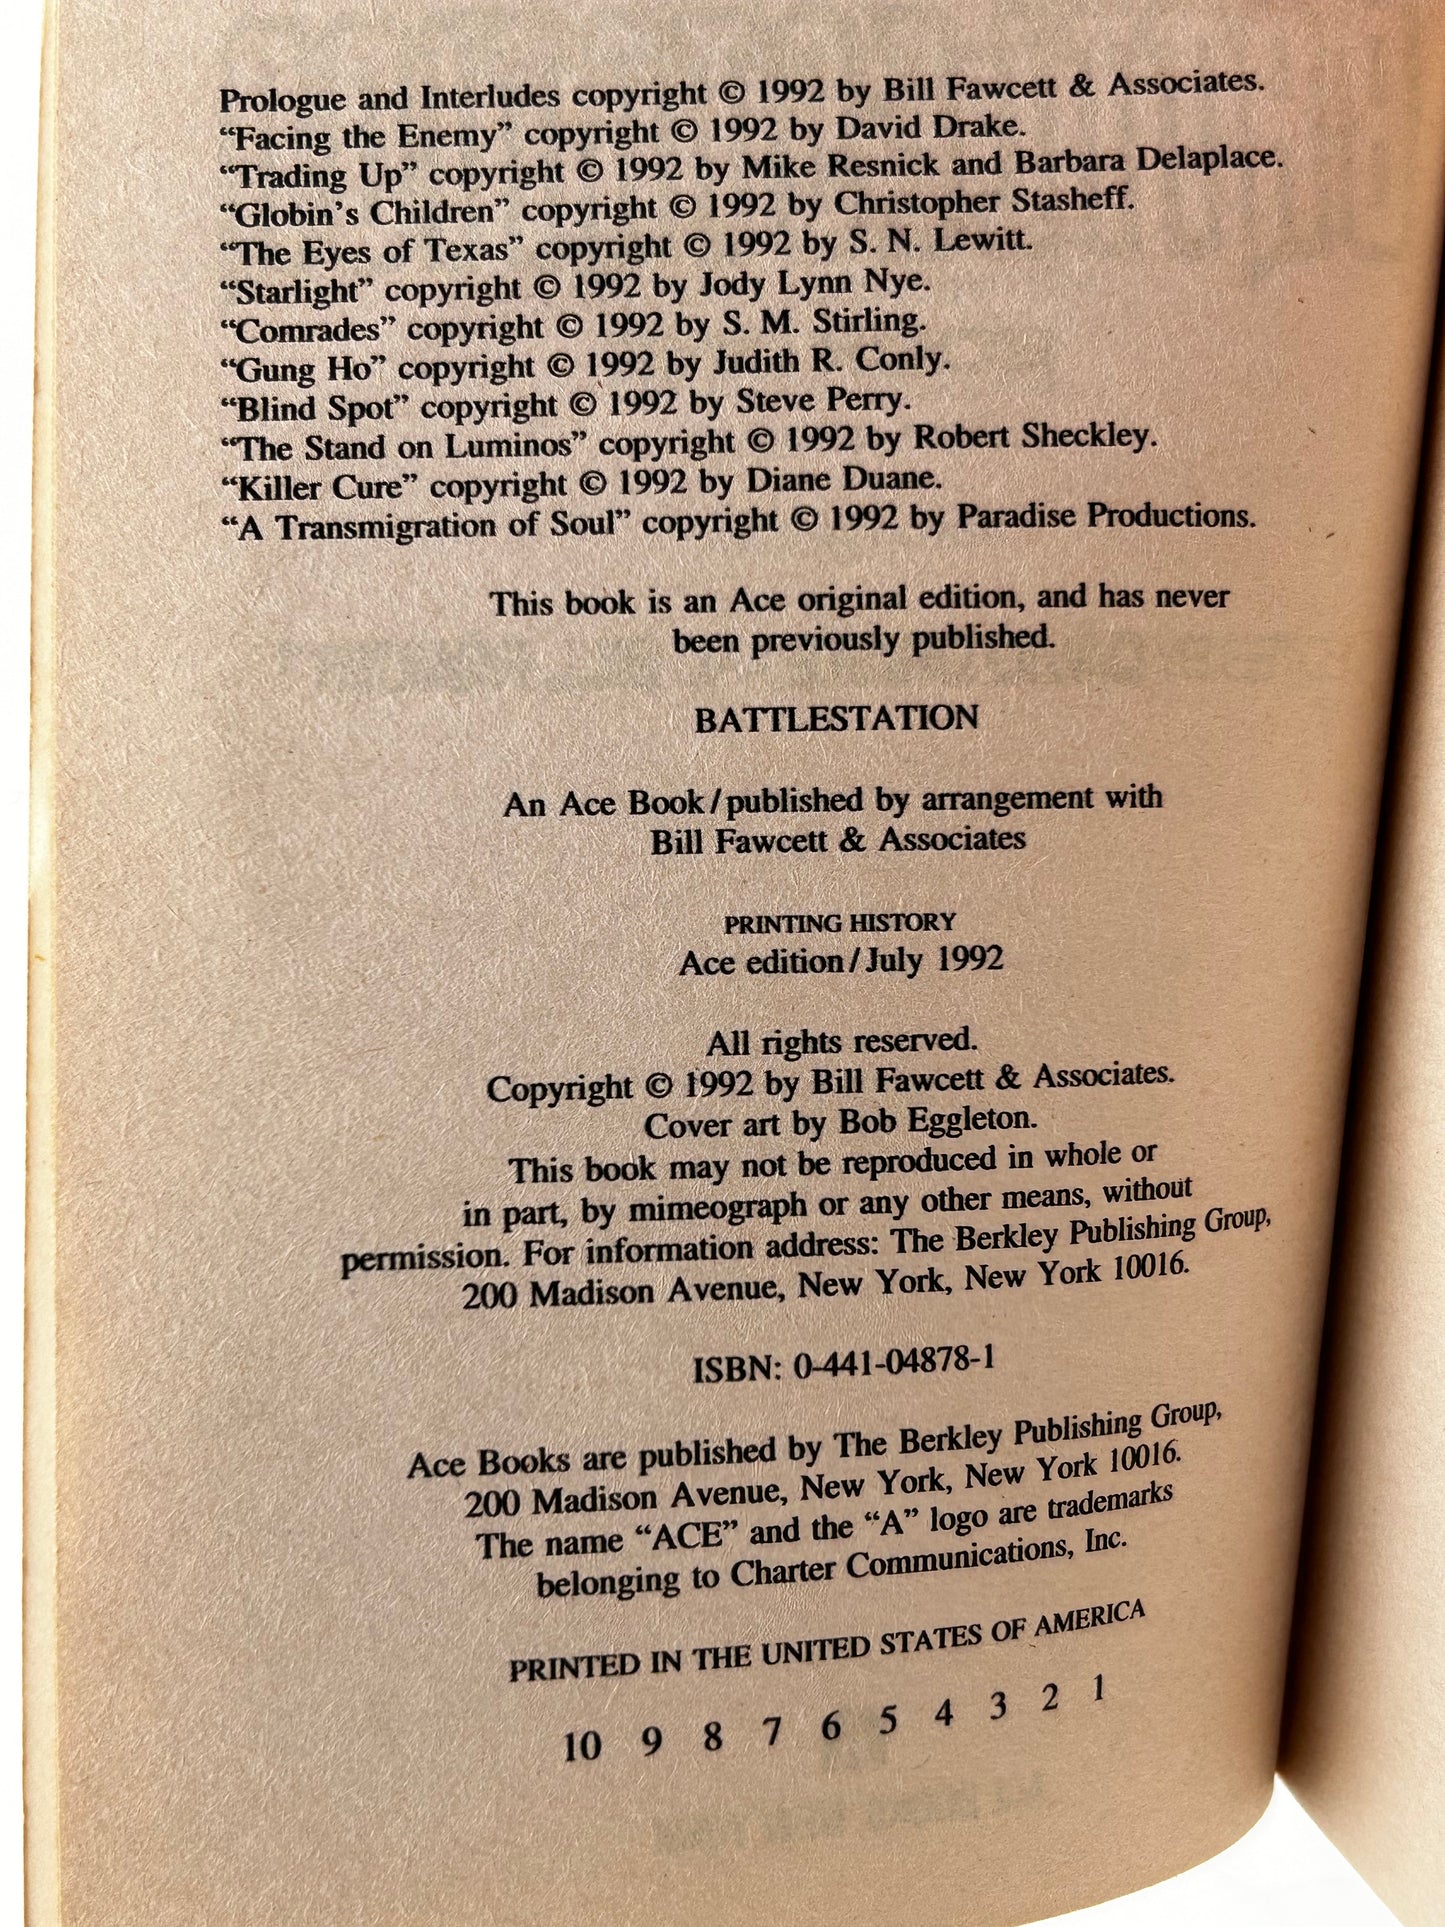 Prologue and Interludes copyright © 1992 by Bill Fawcett & Associates.
“Facing the Enemy” copyright © 1992 by David Drake.
“Trading Up” copyright © 1992 by Mike Resnick and Barbara Delaplace.
“Globin’s Children” copyright © 1992 by Christopher Stasheff.
“The Eyes of Texas” copyright © 1992 by S. N. Lewitt.
“Starlight” copyright © 1992 by Jody Lynn Nye.
“Comrades” copyright © 1992 by S. M. Stirling.
“Gung Ho” copyright © 1992 by Judith R. Conly.
“Blind Spot” copyright © 1992 by Steve Perry.
“The Stand on Luminos” copyright © 1992 by Robert Sheckley.
“Killer Cure” copyright © 1992 by Diane Duane.
“A Transmigration of Soul” copyright © 1992 by Paradise Productions.
This book is an Ace original edition, and has never
been previously published.
BATTLESTATION
An Ace Book/published by arrangement with
Bill Fawcett & Associates
PRINTING HISTORY
Ace edition/July 1992
All rights reserved.
Copyright © 1992 by Bill Fawcett & Associates.
Cover art by Bob Eggleton.
This book may not be reproduced in whole or
in part, by mimeograph or any other means, without
permission. For information address: The Berkley Publishing Group,
200 Madison Avenue, New York, New York 10016.
ISBN: 0-441-04878-1
Ace Books are published by The Berkley Publishing Group,
200 Madison Avenue, New York, New York 10016.
The name “ACE” and the “A” logo are trademarks
belonging to Charter Communications, Inc.
PRINTED IN THE UNITED STATES OF AMERICA
10 9 8 7 6 5 4 3 2 1